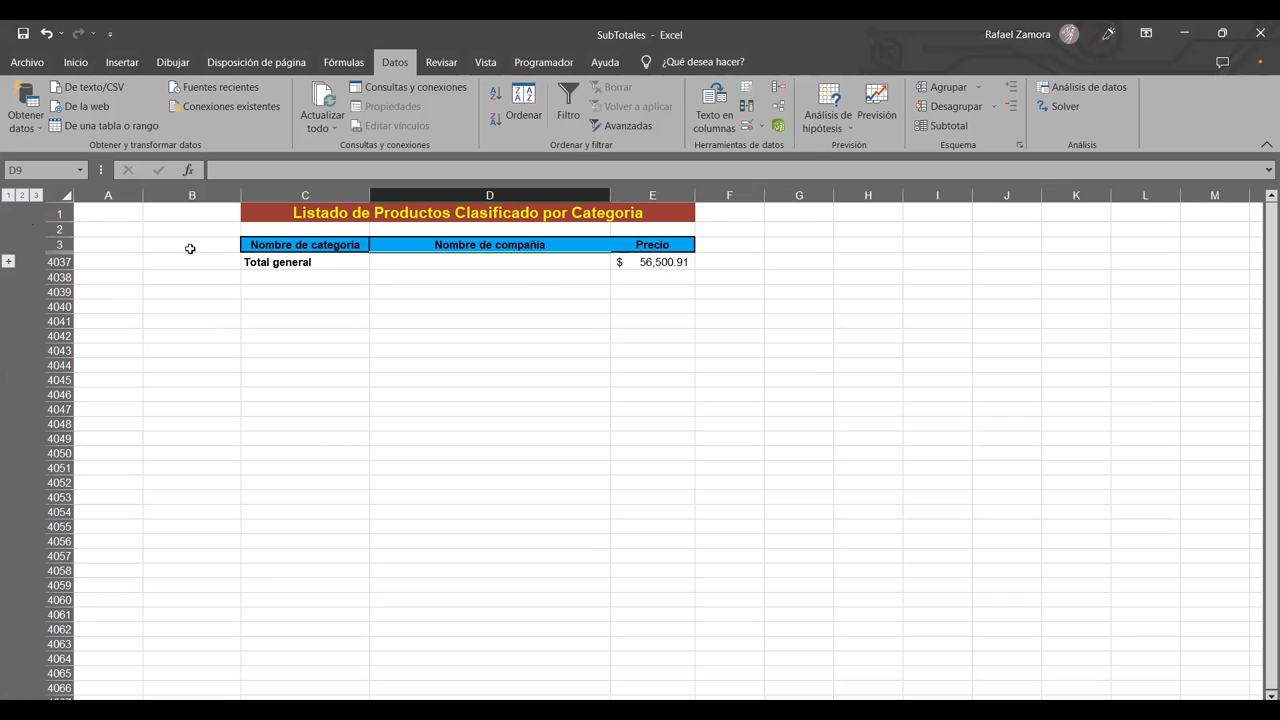 SubTotales - Excel
Rafael Zamora
Archivo Inicio Insertar Dibujar Disposición de página Fórmulas Datos Revisar Vista Programador Ayuda ¿Qué desea hacer?
Obtener datos
De texto/CSV
De la web
De una tabla o rango
Fuentes recientes
Conexiones existentes
Obtener y transformar datos
Actualizar todo
Consultas y conexiones
Propiedades
Editar vínculos
Consultas y conexiones
Ordenar
Filtro
Borrar
Volver a aplicar
Avanzadas
Ordenar y filtrar
Texto en columnas
Herramientas de datos
Análisis de hipótesis
Previsión
Previsión
Agrupar
Desagrupar
Subtotal
Esquema
Análisis de datos
Solver
Análisis
D9 fx
1 2 3 A B C D E F G H I J K L M
1 Listado de Productos Clasificado por Categoria
2
3 Nombre de categoría Nombre de compañia Precio
4037 Total general $ 56,500.91
4038
4039
4040
4041
4042
4043
4044
4045
4046
4047
4048
4049
4050
4051
4052
4053
4054
4055
4056
4057
4058
4059
4060
4061
4062
4063
4064
4065
4066